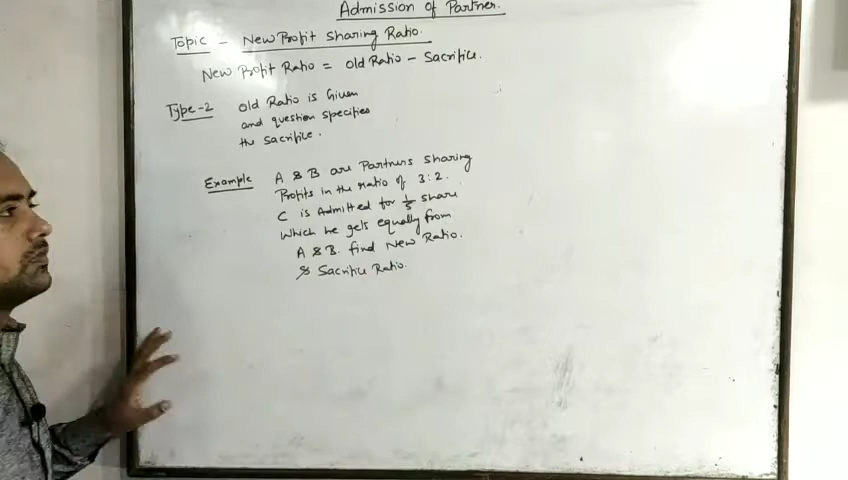 Admission of Partner.
Topic - New Profit Sharing Ratio.
New Profit Ratio = Old Ratio - Sacrifice.
Type-2 Old Ratio is Given
and question specifies
the Sacrifice.
Example A & B are Partners Sharing
Profits in the ratio of 3:2.
C is Admitted for 1/5 share
Which he gets equally from
A & B. find New Ratio.
& Sacrifice Ratio.